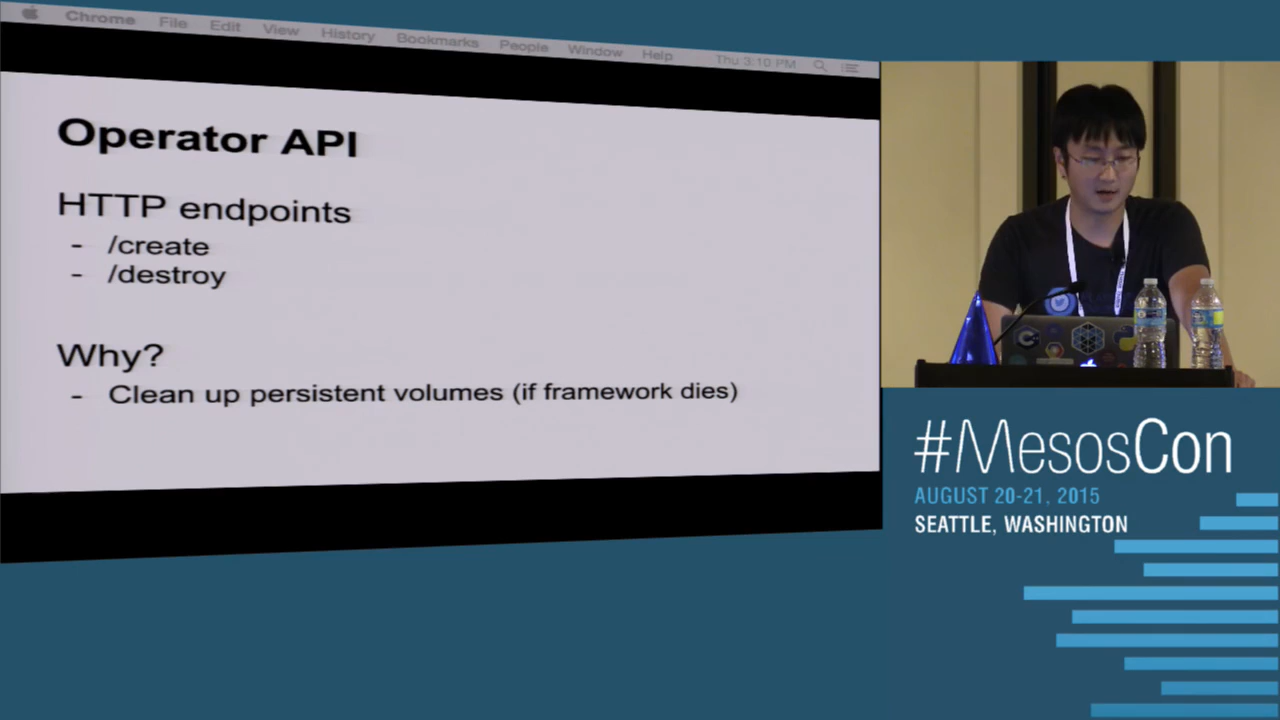 Chrome File Edit View History Bookmarks People Window Help Thu 3:10 PM
Operator API
HTTP endpoints
- /create
- /destroy
Why?
- Clean up persistent volumes (if framework dies)
#MesosCon
AUGUST 20-21, 2015
SEATTLE, WASHINGTON